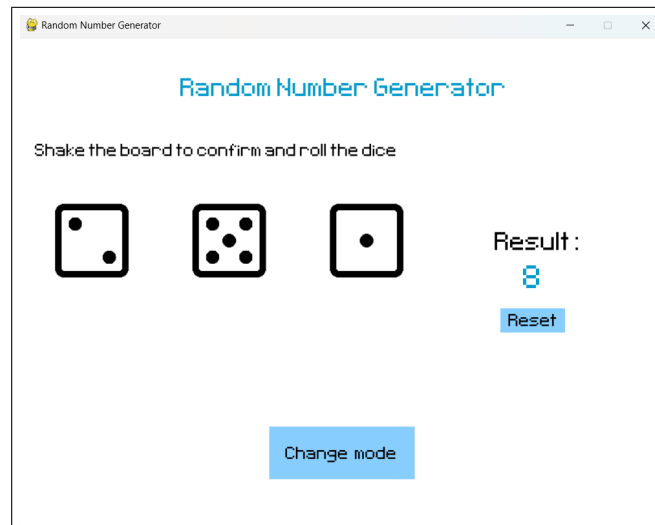 Random Number Generator
Random Number Generator
Shake the board to confirm and roll the dice
Result :
8
Reset
Change mode